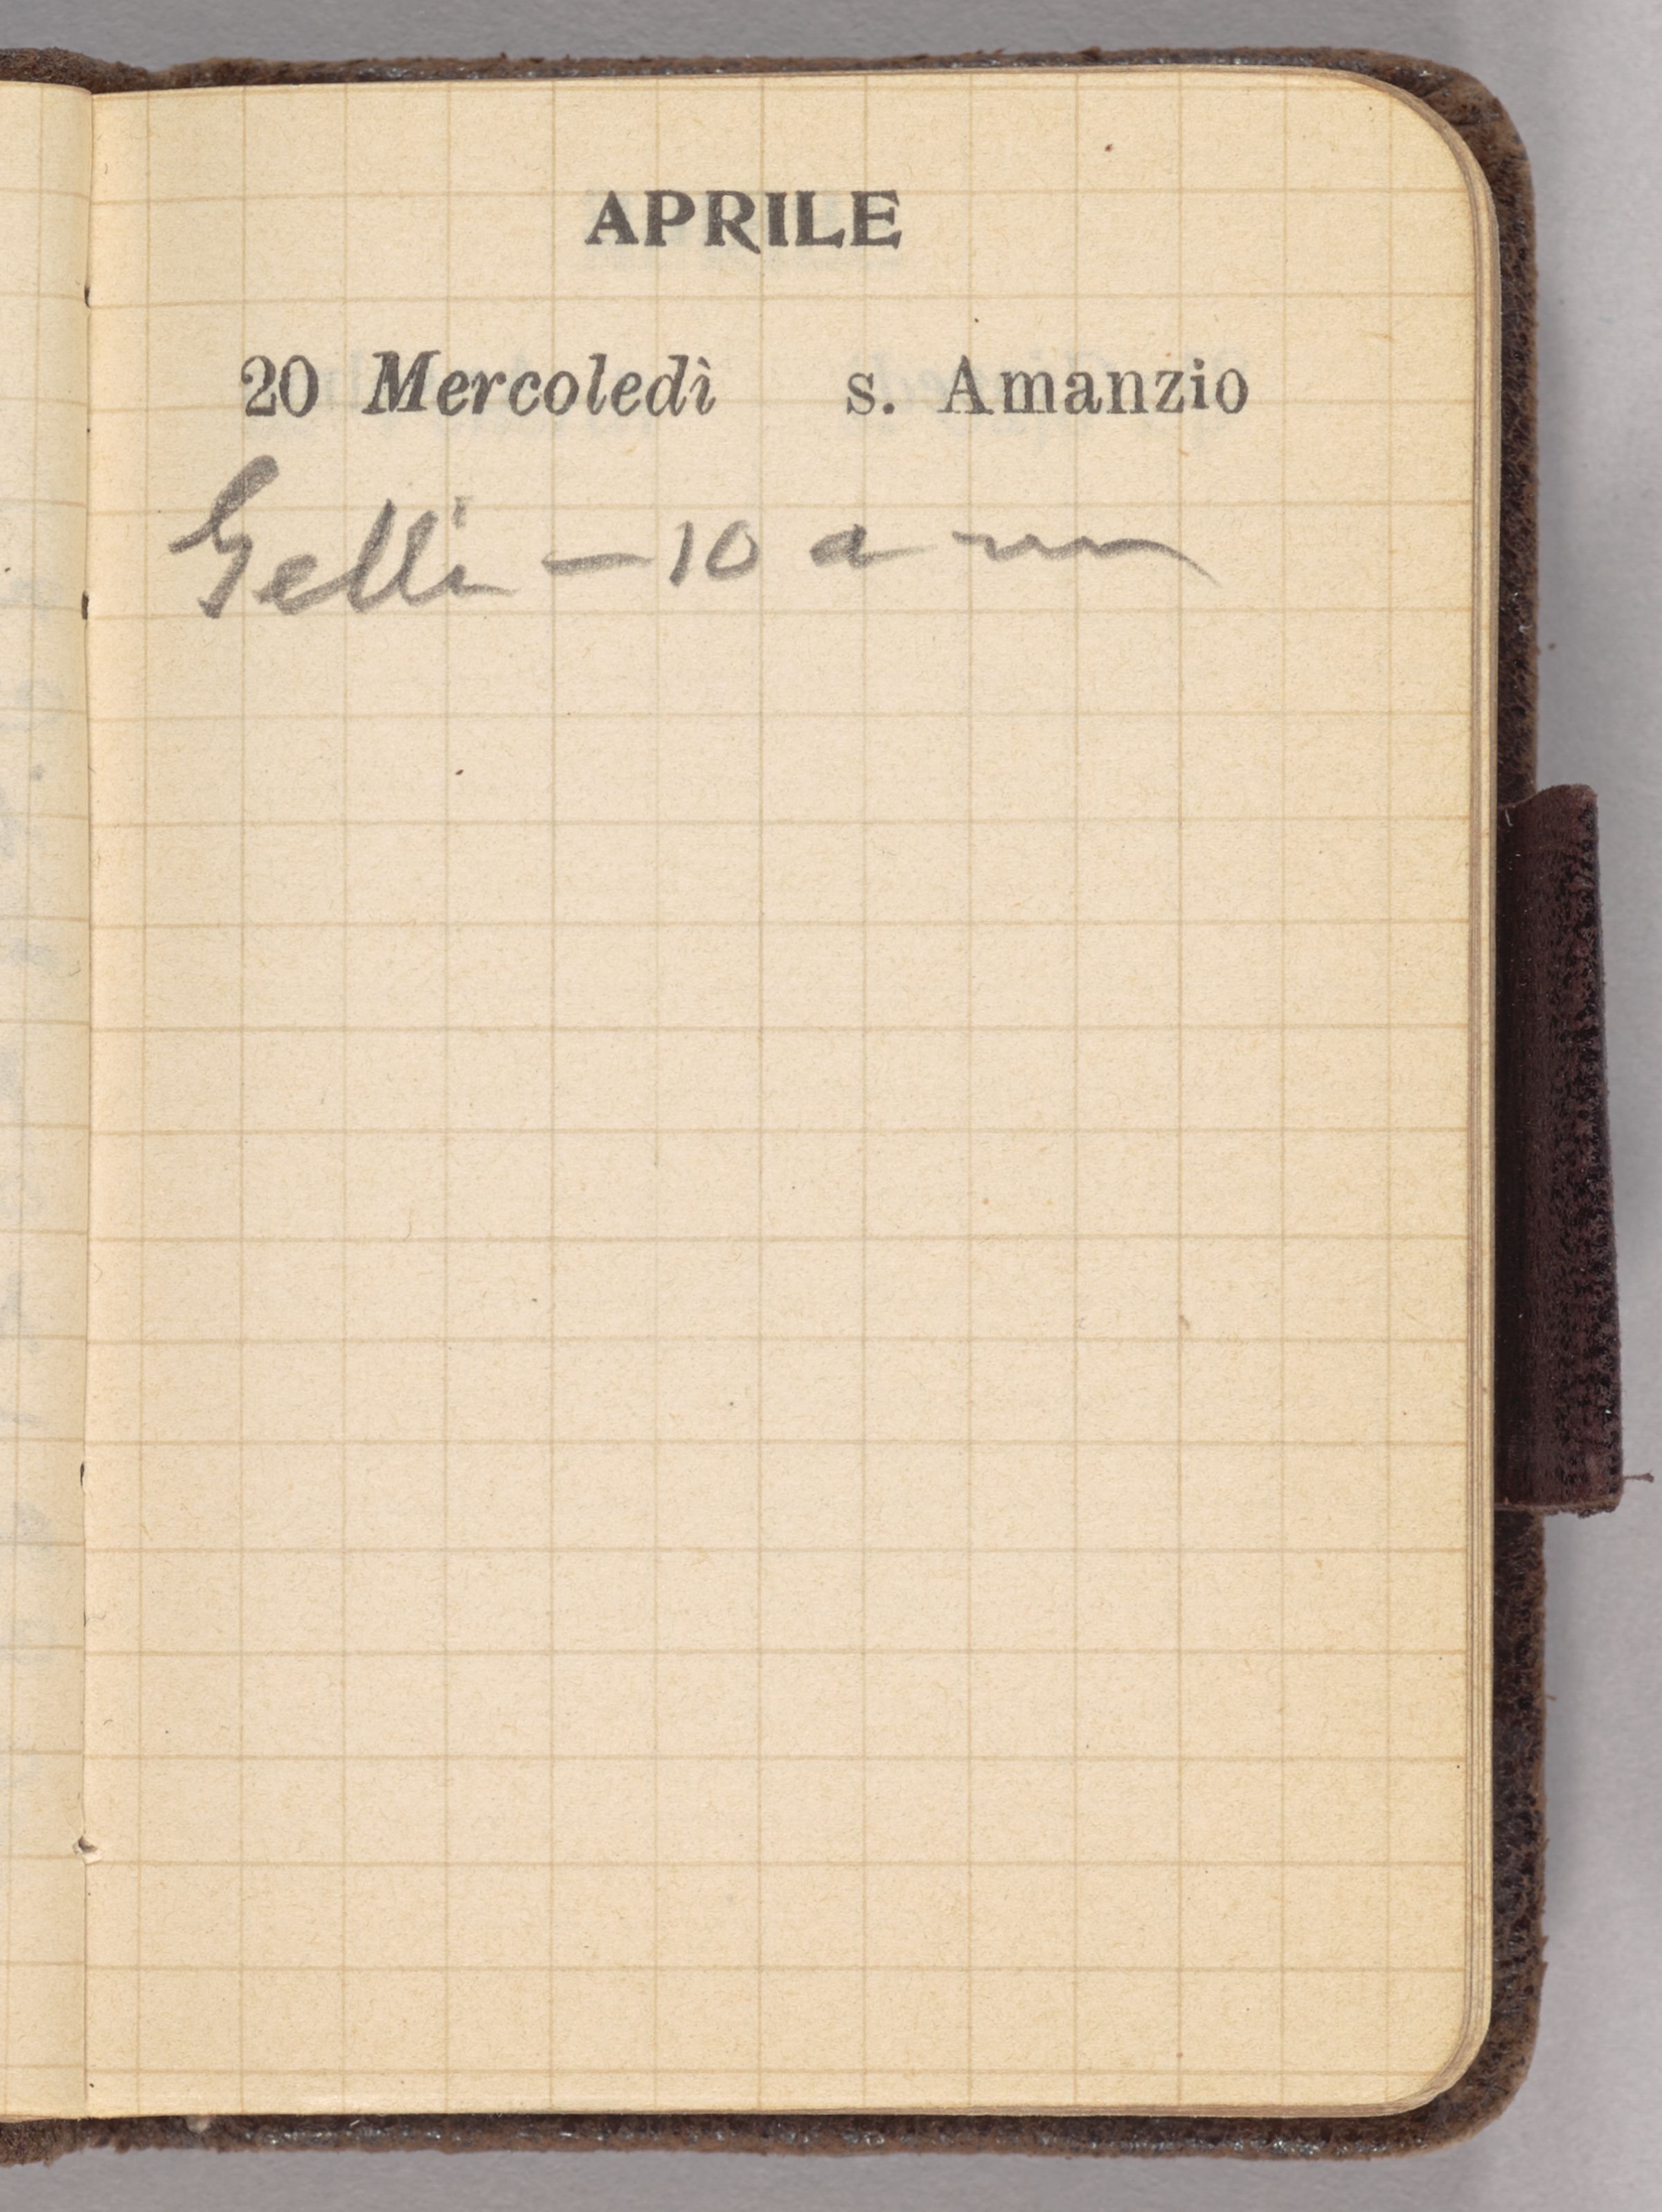 APRILE
20 Mercoledì s. Amanzio
Gelli – 10 a m